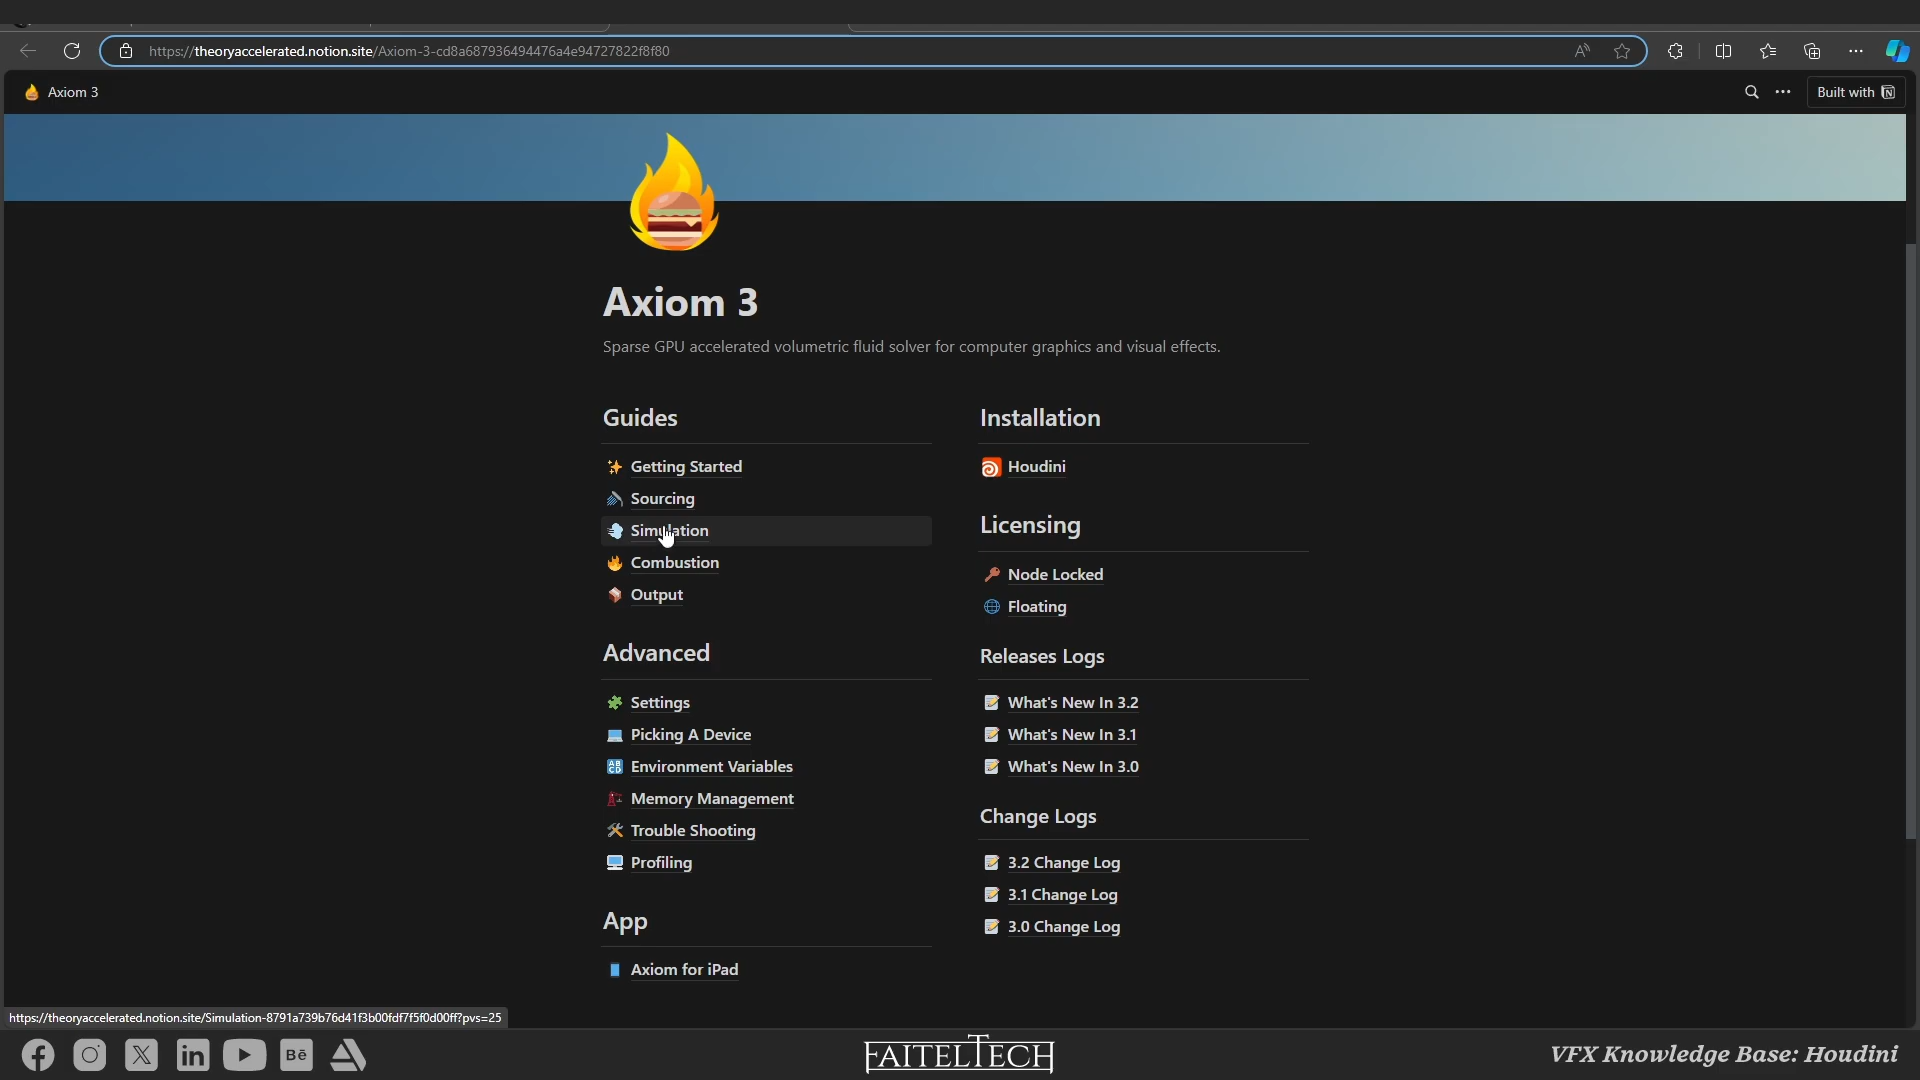 https://theoryaccelerated.notion.site/Axiom-3-cd8a687936494476a4e94727822f8f80
Axiom 3
Built with
Axiom 3
Sparse GPU accelerated volumetric fluid solver for computer graphics and visual effects.
Guides
Getting Started
Sourcing
Simulation
Combustion
Output
Advanced
Settings
Picking A Device
Environment Variables
Memory Management
Trouble Shooting
Profiling
App
Axiom for iPad
Installation
Houdini
Licensing
Node Locked
Floating
Releases Logs
What's New In 3.2
What's New In 3.1
What's New In 3.0
Change Logs
3.2 Change Log
3.1 Change Log
3.0 Change Log
https://theoryaccelerated.notion.site/Simulation-8791a739b76d41f3b00fdf7f5f0d00ff?pvs=25
FAITELTECH
VFX Knowledge Base: Houdini